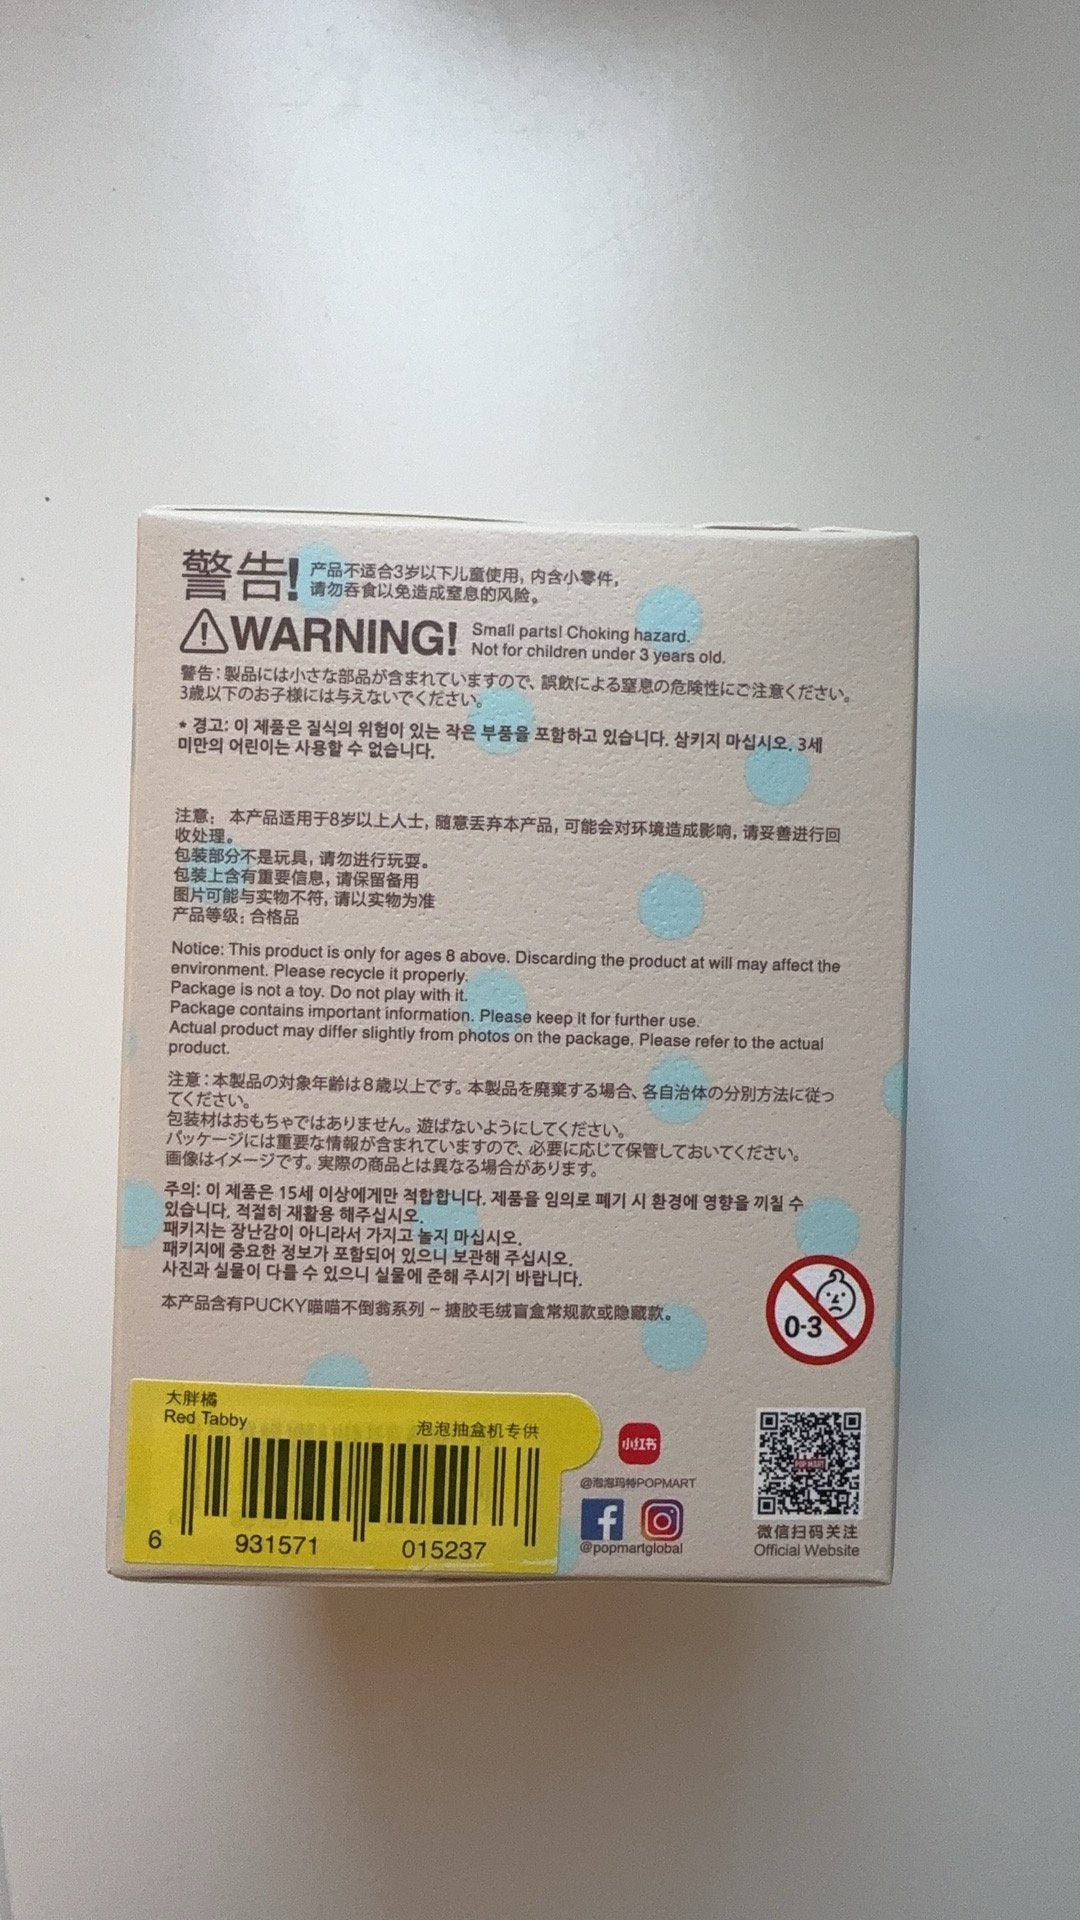 警告!
产品不适合3岁以下儿童使用, 内含小零件,
请勿吞食以免造成窒息的风险。
WARNING!
Small parts! Choking hazard.
Not for children under 3 years old.
警告：製品には小さな部品が含まれていますので、誤飲による窒息の危険性にご注意ください。
3歳以下のお子様には与えないでください。
* 경고: 이 제품은 질식의 위험이 있는 작은 부품을 포함하고 있습니다. 삼키지 마십시오. 3세
미만의 어린이는 사용할 수 없습니다.
注意： 本产品适用于8岁以上人士, 随意丢弃本产品, 可能会对环境造成影响, 请妥善进行回
收处理。
包装部分不是玩具, 请勿进行玩耍。
包装上含有重要信息, 请保留备用
图片可能与实物不符, 请以实物为准
产品等级: 合格品
Notice: This product is only for ages 8 above. Discarding the product at will may affect the
environment. Please recycle it properly.
Package is not a toy. Do not play with it.
Package contains important information. Please keep it for further use.
Actual product may differ slightly from photos on the package. Please refer to the actual
product.
注意：本製品の対象年齢は8歳以上です。本製品を廃棄する場合、各自治体の分別方法に従っ
てください。
包装材はおもちゃではありません。遊ばないようにしてください。
パッケージには重要な情報が含まれていますので、必要に応じて保管しておいてください。
画像はイメージです。実際の商品とは異なる場合があります。
주의: 이 제품은 15세 이상에게만 적합합니다. 제품을 임의로 폐기 시 환경에 영향을 끼칠 수
있습니다. 적절히 재활용 해주십시오.
패키지는 장난감이 아니라서 가지고 놀지 마십시오.
패키지에 중요한 정보가 포함되어 있으니 보관해 주십시오.
사진과 실물이 다를 수 있으니 실물에 준해 주시기 바랍니다.
本产品含有PUCKY喵喵不倒翁系列 – 搪胶毛绒盲盒常规款或隐藏款。
0-3
大胖橘
Red Tabby
泡泡抽盒机专供
6 931571 015237
小红书
@泡泡玛特POPMART
@popmartglobal
POP MART
微信扫码关注
Official Website